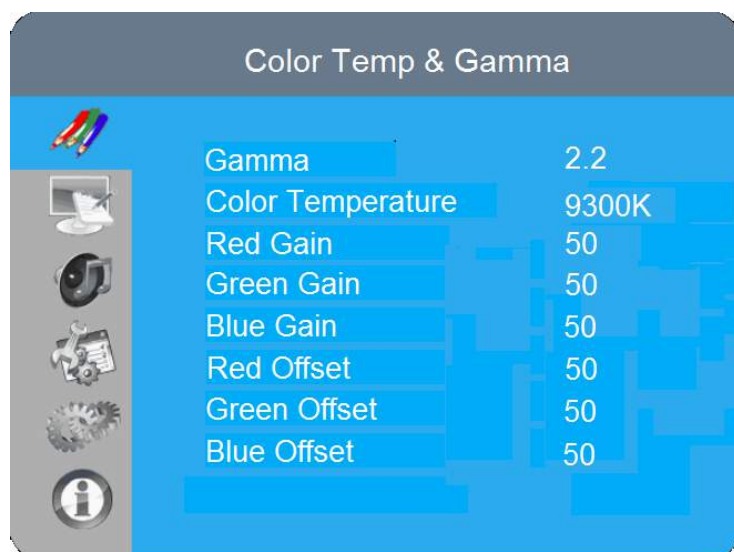 Color Temp & Gamma
Gamma 2.2
Color Temperature 9300K
Red Gain 50
Green Gain 50
Blue Gain 50
Red Offset 50
Green Offset 50
Blue Offset 50